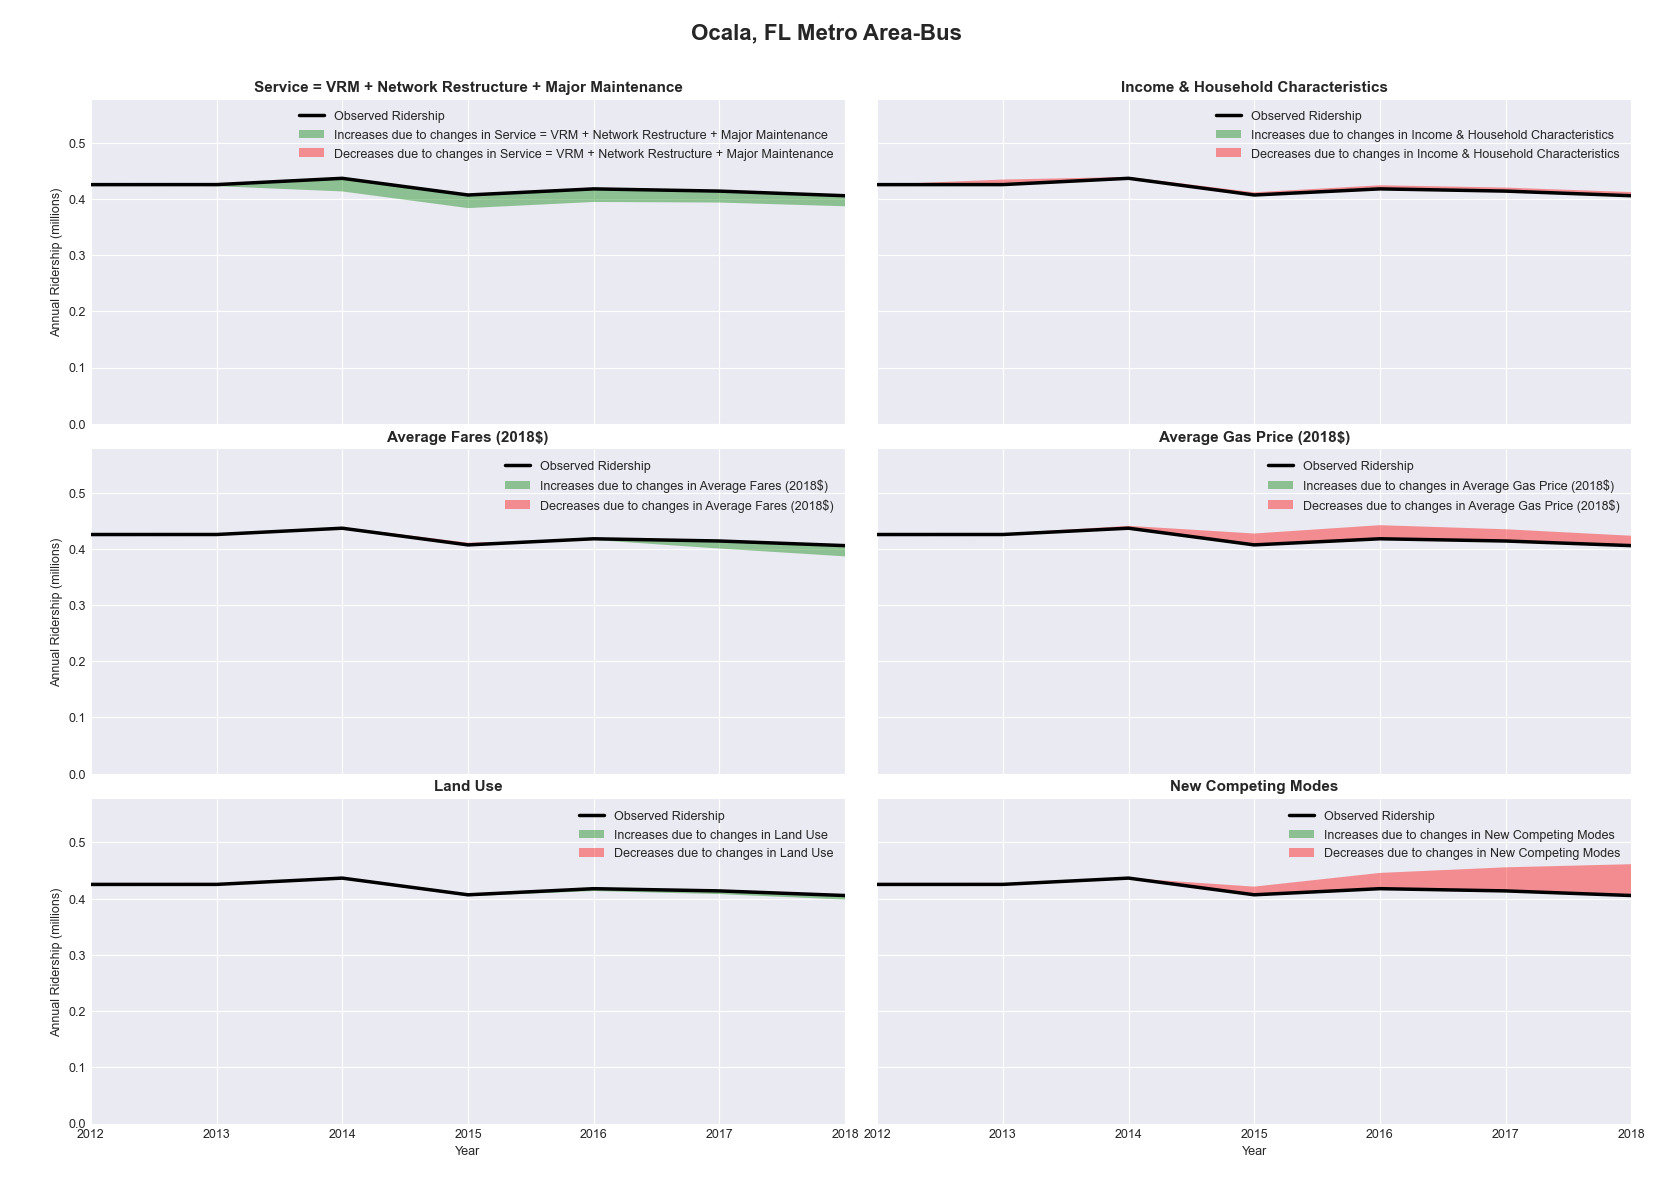 Ocala, FL Metro Area-Bus
Service = VRM + Network Restructure + Major Maintenance
Observed Ridership
Increases due to changes in Service = VRM + Network Restructure + Major Maintenance
Decreases due to changes in Service = VRM + Network Restructure + Major Maintenance
Annual Ridership (millions)
0.5
0.4
0.3
0.2
0.1
0.0
Income & Household Characteristics
Observed Ridership
Increases due to changes in Income & Household Characteristics
Decreases due to changes in Income & Household Characteristics
Average Fares (2018$)
Observed Ridership
Increases due to changes in Average Fares (2018$)
Decreases due to changes in Average Fares (2018$)
Annual Ridership (millions)
0.5
0.4
0.3
0.2
0.1
0.0
Average Gas Price (2018$)
Observed Ridership
Increases due to changes in Average Gas Price (2018$)
Decreases due to changes in Average Gas Price (2018$)
Land Use
Observed Ridership
Increases due to changes in Land Use
Decreases due to changes in Land Use
Annual Ridership (millions)
0.5
0.4
0.3
0.2
0.1
0.0
2012 2013 2014 2015 2016 2017 2018
Year
New Competing Modes
Observed Ridership
Increases due to changes in New Competing Modes
Decreases due to changes in New Competing Modes
2012 2013 2014 2015 2016 2017 2018
Year